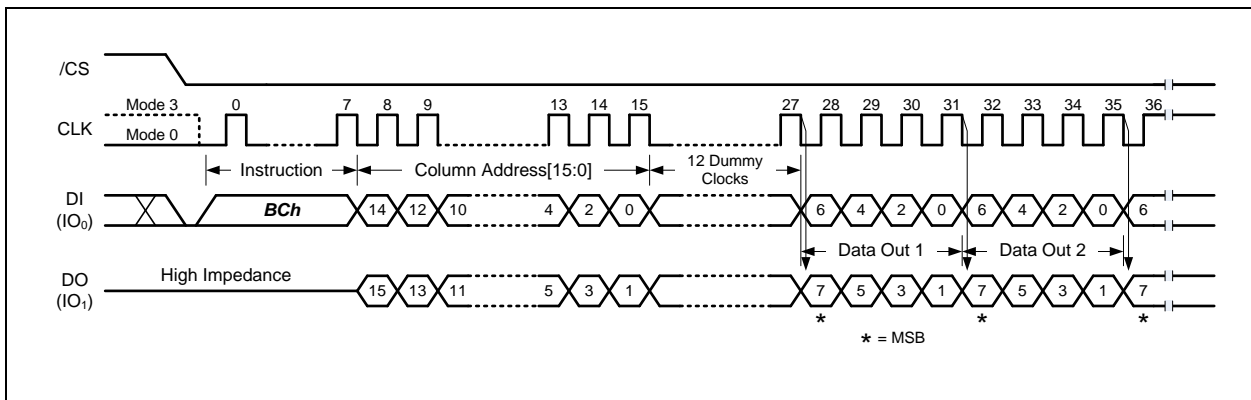 /CS
Mode 3
0 7 8 9 13 14 15 27 28 29 30 31 32 33 34 35 36
CLK
Mode 0
Instruction Column Address[15:0] 12 Dummy
Clocks
DI
(IO0)
BCh 14 12 10 4 2 0 6 4 2 0 6 4 2 0 6
Data Out 1 Data Out 2
High Impedance
DO
(IO1)
15 13 11 5 3 1 7 5 3 1 7 5 3 1 7
* * *
* = MSB